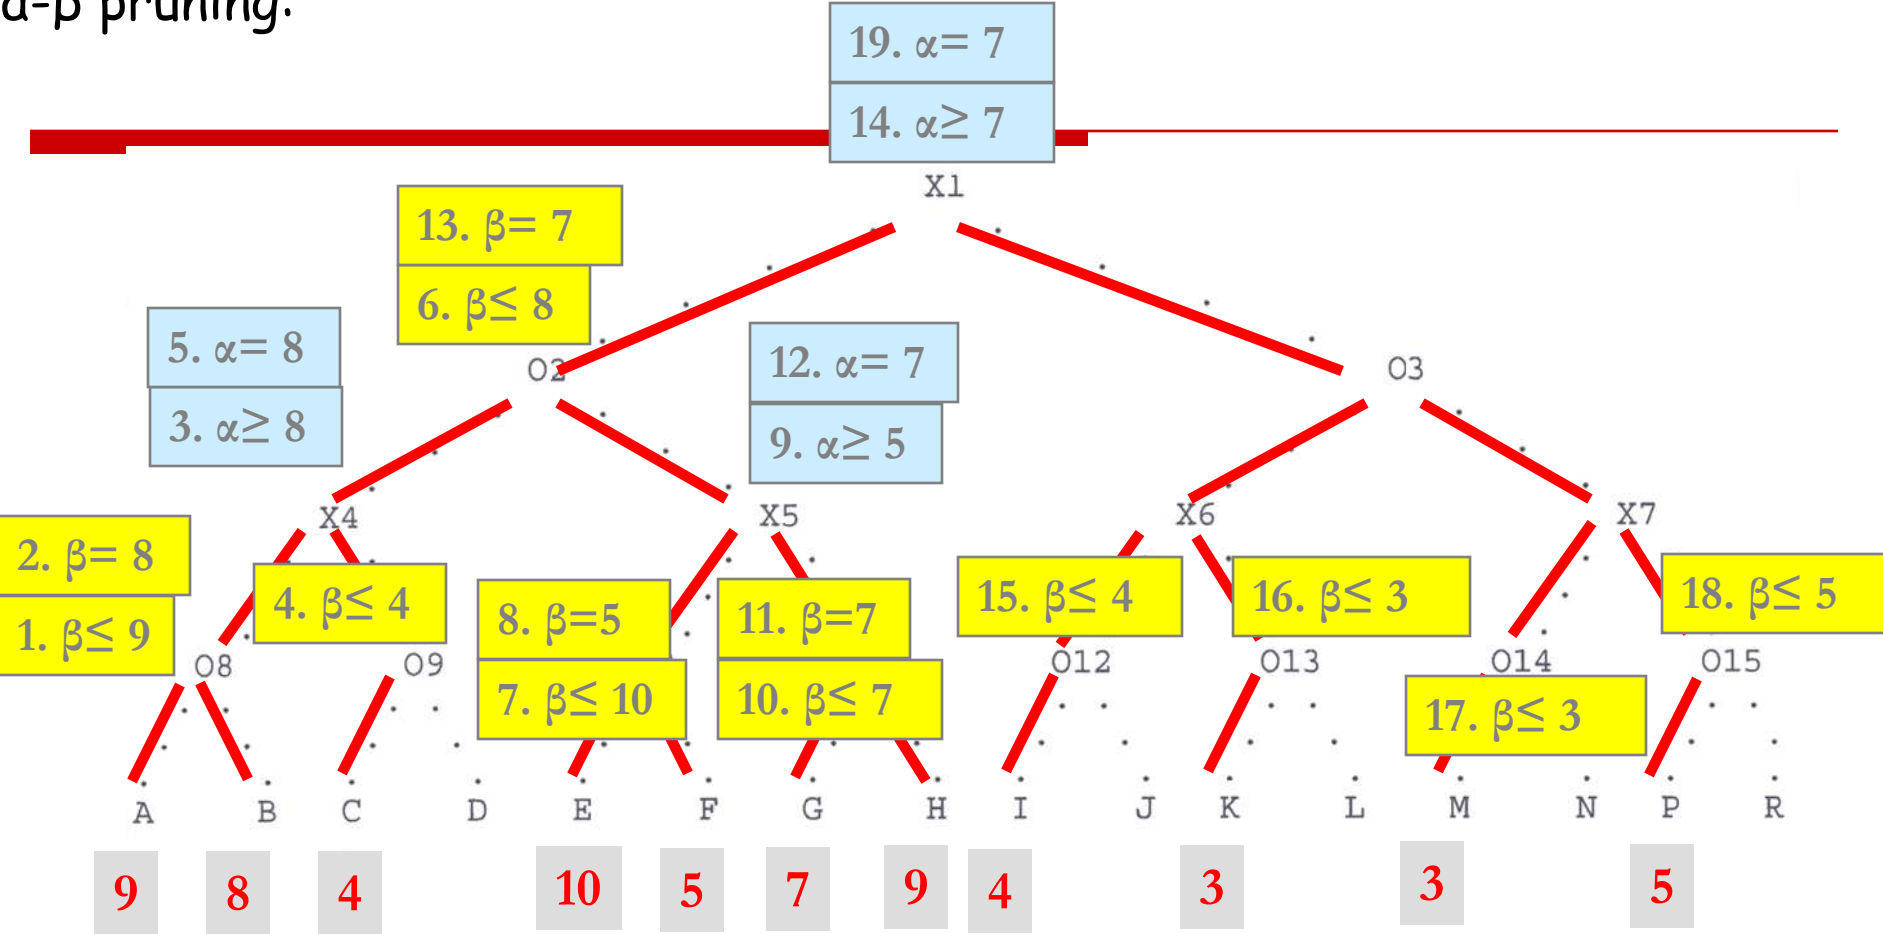 α-β pruning:
19. α= 7
14. α≥ 7
X1
13. β= 7
6. β≤ 8
5. α= 8
3. α≥ 8
12. α= 7
9. α≥ 5
O2
O3
X4
X5
X6
X7
2. β= 8
1. β≤ 9
4. β≤ 4
8. β=5
7. β≤ 10
11. β=7
10. β≤ 7
15. β≤ 4
16. β≤ 3
18. β≤ 5
O8
O9
O12
O13
O14
O15
17. β≤ 3
A B C D E F G H I J K L M N P R
9 8 4 10 5 7 9 4 3 3 5